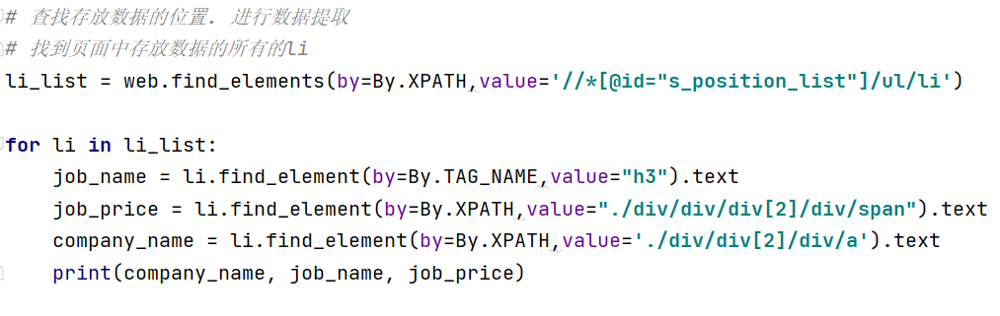 # 查找存放数据的位置. 进行数据提取
# 找到页面中存放数据的所有的li
li_list = web.find_elements(by=By.XPATH,value='//*[@id="s_position_list"]/ul/li')
for li in li_list:
    job_name = li.find_element(by=By.TAG_NAME,value="h3").text
    job_price = li.find_element(by=By.XPATH,value="./div/div/div[2]/div/span").text
    company_name = li.find_element(by=By.XPATH,value='./div/div[2]/div/a').text
    print(company_name, job_name, job_price)